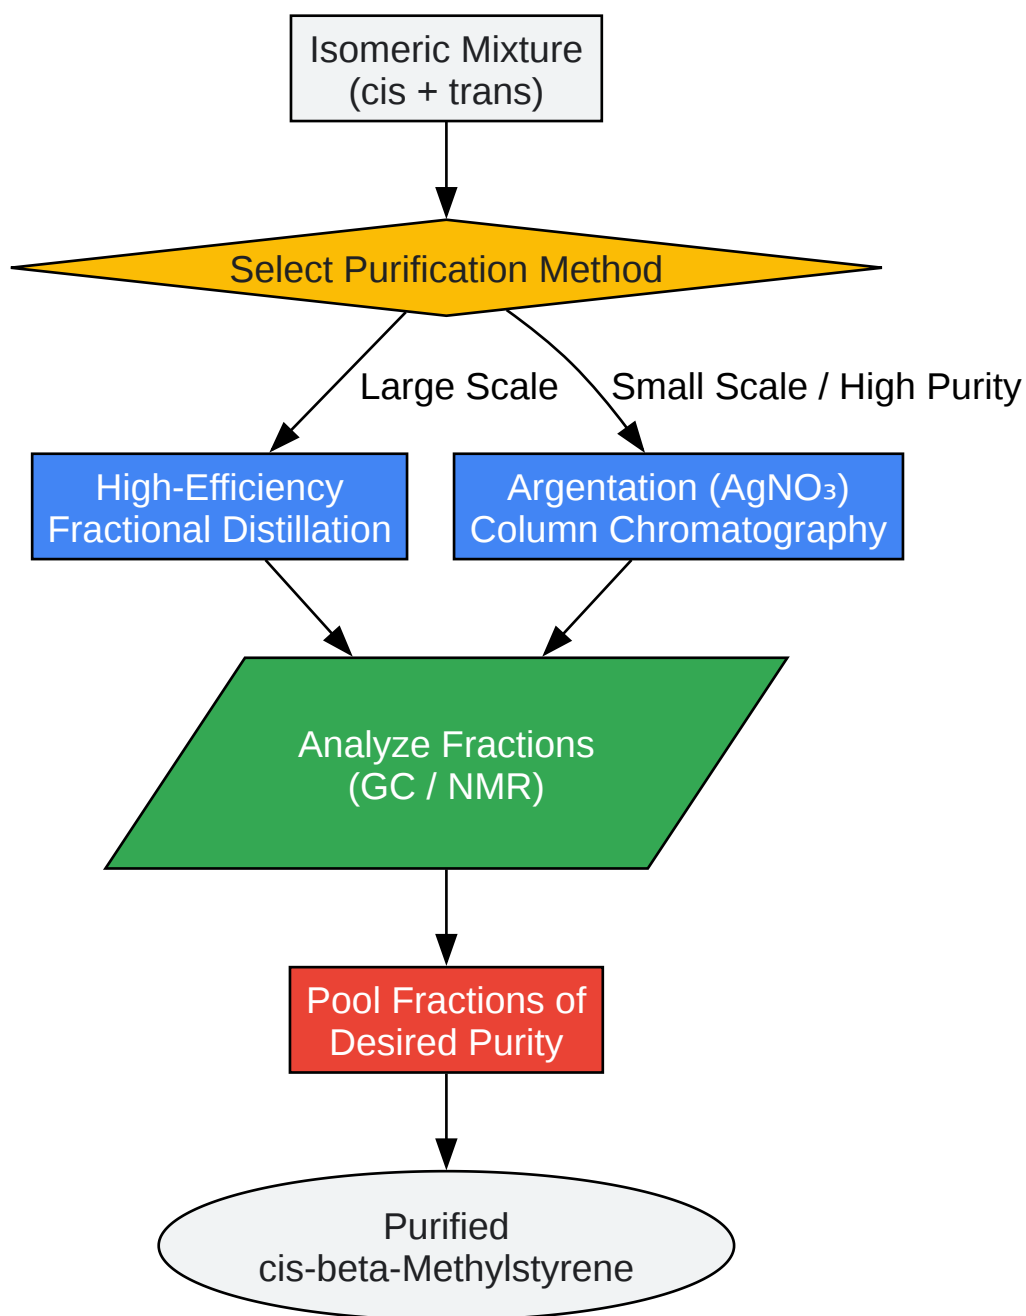 Isomeric Mixture
(cis + trans)
Select Purification Method
Large Scale
Small Scale / High Purity
High-Efficiency
Fractional Distillation
Argentation (AgNO₃)
Column Chromatography
Analyze Fractions
(GC / NMR)
Pool Fractions of
Desired Purity
Purified
cis-beta-Methylstyrene